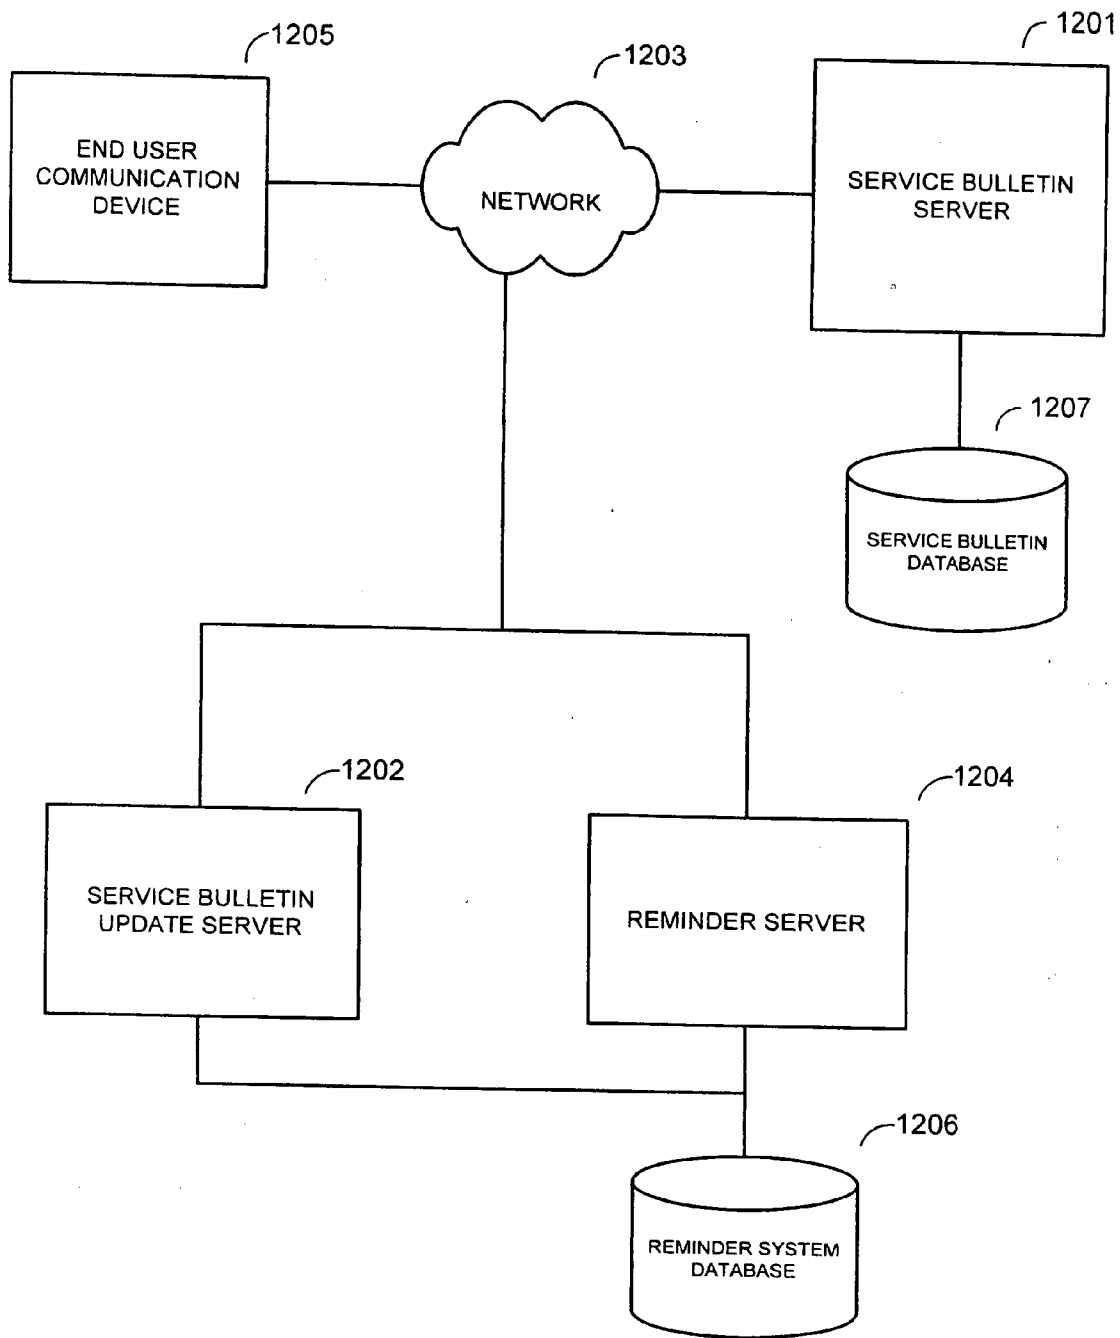 1205
END USER
COMMUNICATION
DEVICE
1203
NETWORK
1201
SERVICE BULLETIN
SERVER
1207
SERVICE BULLETIN
DATABASE
1202
SERVICE BULLETIN
UPDATE SERVER
1204
REMINDER SERVER
1206
REMINDER SYSTEM
DATABASE